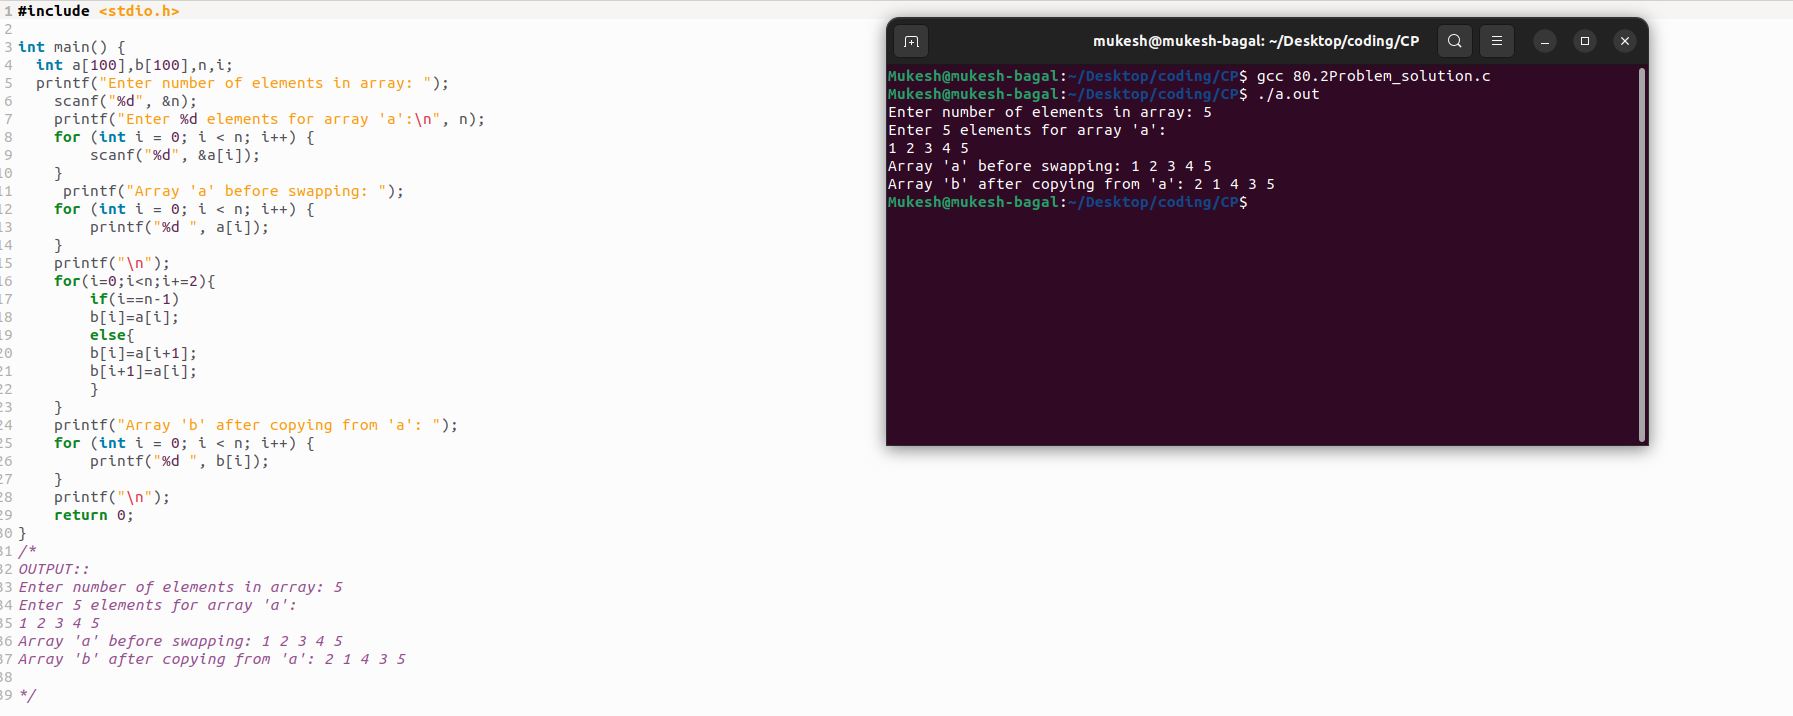 1 #include <stdio.h>
2
3 int main() {
4   int a[100],b[100],n,i;
5   printf("Enter number of elements in array: ");
6     scanf("%d", &n);
7     printf("Enter %d elements for array 'a':\n", n);
8     for (int i = 0; i < n; i++) {
9         scanf("%d", &a[i]);
10     }
11      printf("Array 'a' before swapping: ");
12     for (int i = 0; i < n; i++) {
13         printf("%d ", a[i]);
14     }
15     printf("\n");
16     for(i=0;i<n;i+=2){
17         if(i==n-1)
18         b[i]=a[i];
19         else{
20         b[i]=a[i+1];
21         b[i+1]=a[i];
22         }
23     }
24     printf("Array 'b' after copying from 'a': ");
25     for (int i = 0; i < n; i++) {
26         printf("%d ", b[i]);
27     }
28     printf("\n");
29     return 0;
30 }
31 /*
32 OUTPUT::
33 Enter number of elements in array: 5
34 Enter 5 elements for array 'a':
35 1 2 3 4 5
36 Array 'a' before swapping: 1 2 3 4 5
37 Array 'b' after copying from 'a': 2 1 4 3 5
38
39 */
mukesh@mukesh-bagal: ~/Desktop/coding/CP
Mukesh@mukesh-bagal:~/Desktop/coding/CP$ gcc 80.2Problem_solution.c
Mukesh@mukesh-bagal:~/Desktop/coding/CP$ ./a.out
Enter number of elements in array: 5
Enter 5 elements for array 'a':
1 2 3 4 5
Array 'a' before swapping: 1 2 3 4 5
Array 'b' after copying from 'a': 2 1 4 3 5
Mukesh@mukesh-bagal:~/Desktop/coding/CP$